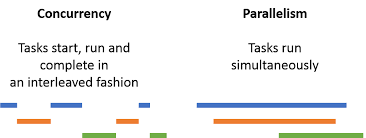 Concurrency
Tasks start, run and
complete in
an interleaved fashion
Parallelism
Tasks run
simultaneously